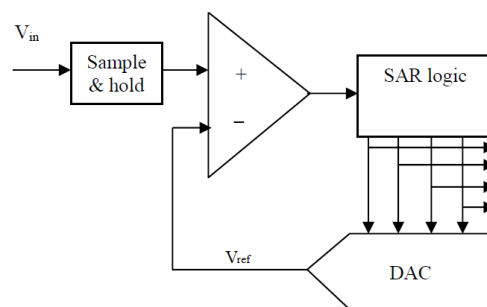 V_in
Sample
& hold
+
−
SAR logic
V_ref
DAC